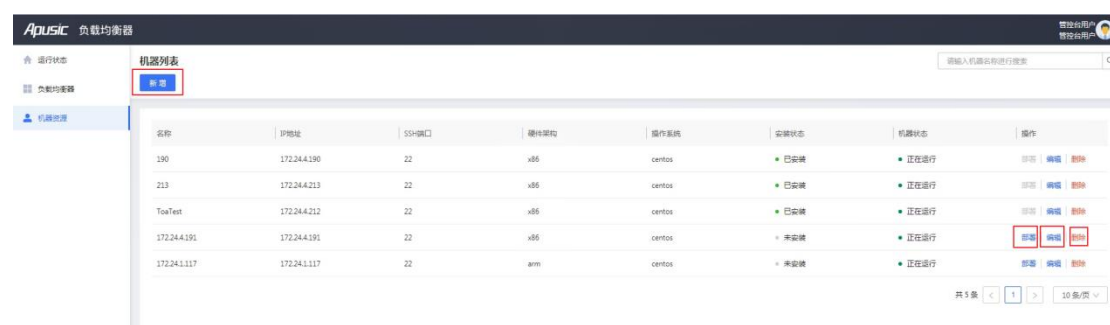 Apusic 负载均衡器
管控台用户
管控台用户
运行状态
负载均衡器
机器资源
机器列表
请输入机器名称进行搜索
新增
名称 IP地址 SSH端口 硬件架构 操作系统 安装状态 机器状态 操作
190 172.24.4.190 22 x86 centos 已安装 正在运行 部署 编辑 删除
213 172.24.4.213 22 x86 centos 已安装 正在运行 部署 编辑 删除
ToaTest 172.24.4.212 22 x86 centos 已安装 正在运行 部署 编辑 删除
172.24.4.191 172.24.4.191 22 x86 centos 未安装 正在运行 部署 编辑 删除
172.24.1.117 172.24.1.117 22 arm centos 未安装 正在运行 部署 编辑 删除
共 5 条 < 1 > 10 条/页